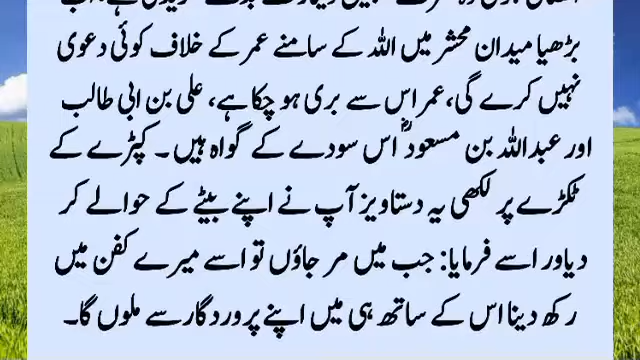 بڑھیا میدان محشر میں اللہ کے سامنے عمر کے خلاف کوئی دعوی
نہیں کرے گی، عمر اس سے بری ہو چکا ہے، علی بن ابی طالب
اور عبداللہ بن مسعودؓ اس سودے کے گواہ ہیں۔ کپڑے کے
ٹکڑے پر لکھی یہ دستاویز آپ نے اپنے بیٹے کے حوالے کر
دیاور اسے فرمایا: جب میں مر جاؤں تو اسے میرے کفن میں
رکھ دینا اس کے ساتھ ہی میں اپنے پروردگار سے ملوں گا۔